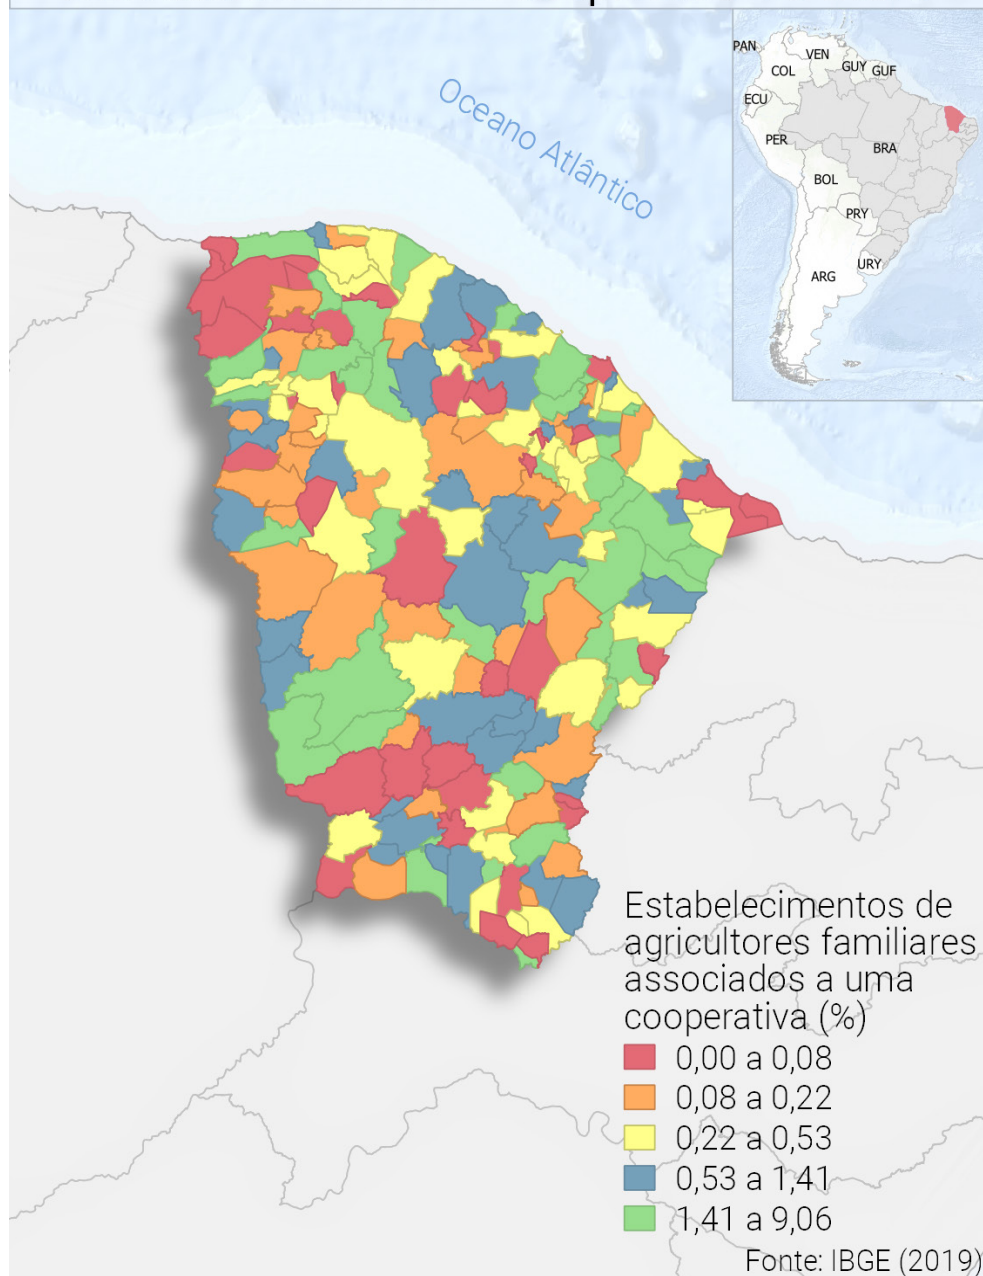 Oceano Atlântico
PAN
VEN
COL
GUY
GUF
ECU
PER
BRA
BOL
PRY
ARG
URY
Estabelecimentos de
agricultores familiares
associados a uma
cooperativa (%)
0,00 a 0,08
0,08 a 0,22
0,22 a 0,53
0,53 a 1,41
1,41 a 9,06
Fonte: IBGE (2019)